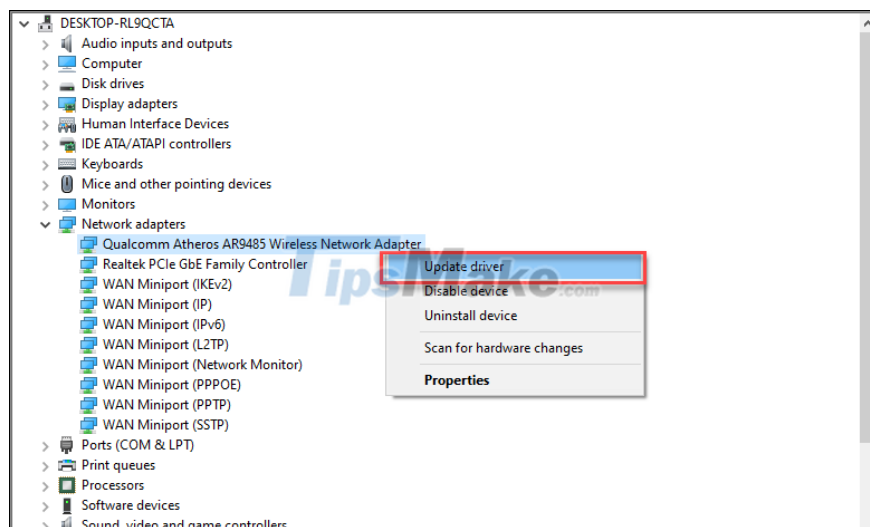 DESKTOP-RL9QCTA
Audio inputs and outputs
Computer
Disk drives
Display adapters
Human Interface Devices
IDE ATA/ATAPI controllers
Keyboards
Mice and other pointing devices
Monitors
Network adapters
Qualcomm Atheros AR9485 Wireless Network Adapter
Realtek PCIe GbE Family Controller
WAN Miniport (IKEv2)
WAN Miniport (IP)
WAN Miniport (IPv6)
WAN Miniport (L2TP)
WAN Miniport (Network Monitor)
WAN Miniport (PPPOE)
WAN Miniport (PPTP)
WAN Miniport (SSTP)
Ports (COM & LPT)
Print queues
Processors
Software devices
Sound, video and game controllers
Update driver
Disable device
Uninstall device
Scan for hardware changes
Properties
TipsMake.com